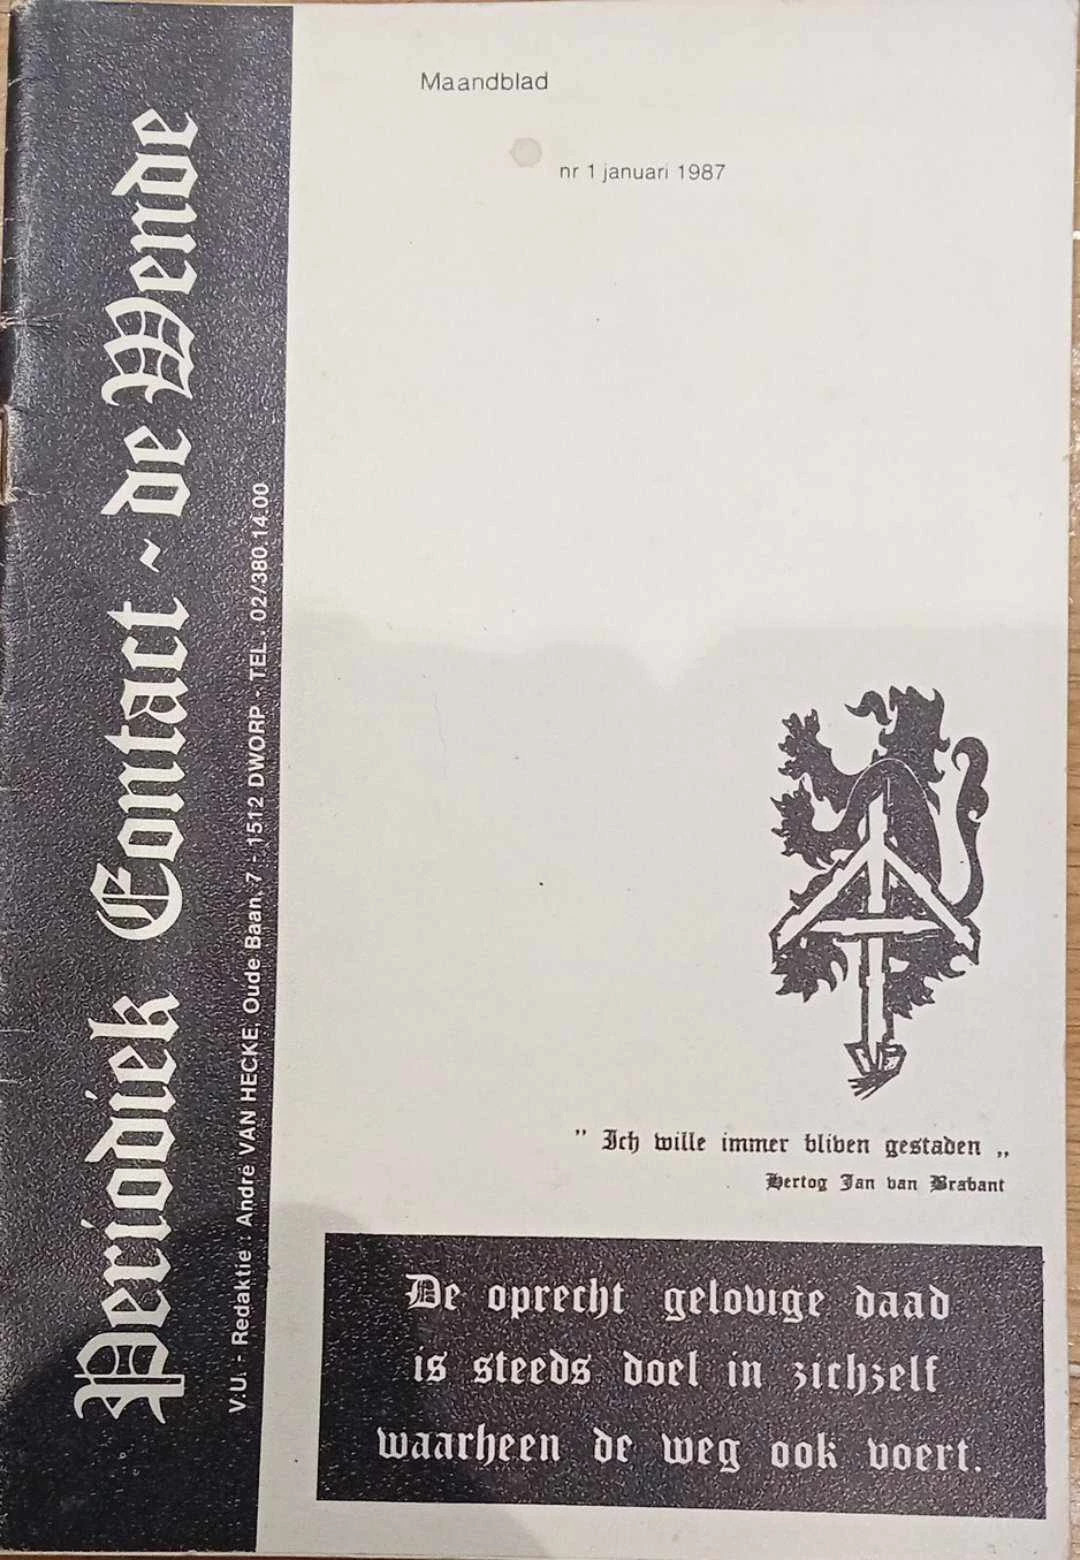 Maandblad
nr 1 januari 1987
Periodiek Contact ~ de Wende
V.U. - Redaktie : Andre VAN HECKE, Oude Baan, 7 - 1512 DWORP - TEL. 02/380.14.00
" Ich wille immer bliven gestaden „
Hertog Jan van Brabant
De oprecht gelovige daad
is steeds doel in zichzelf
waarheen de weg ook voert.